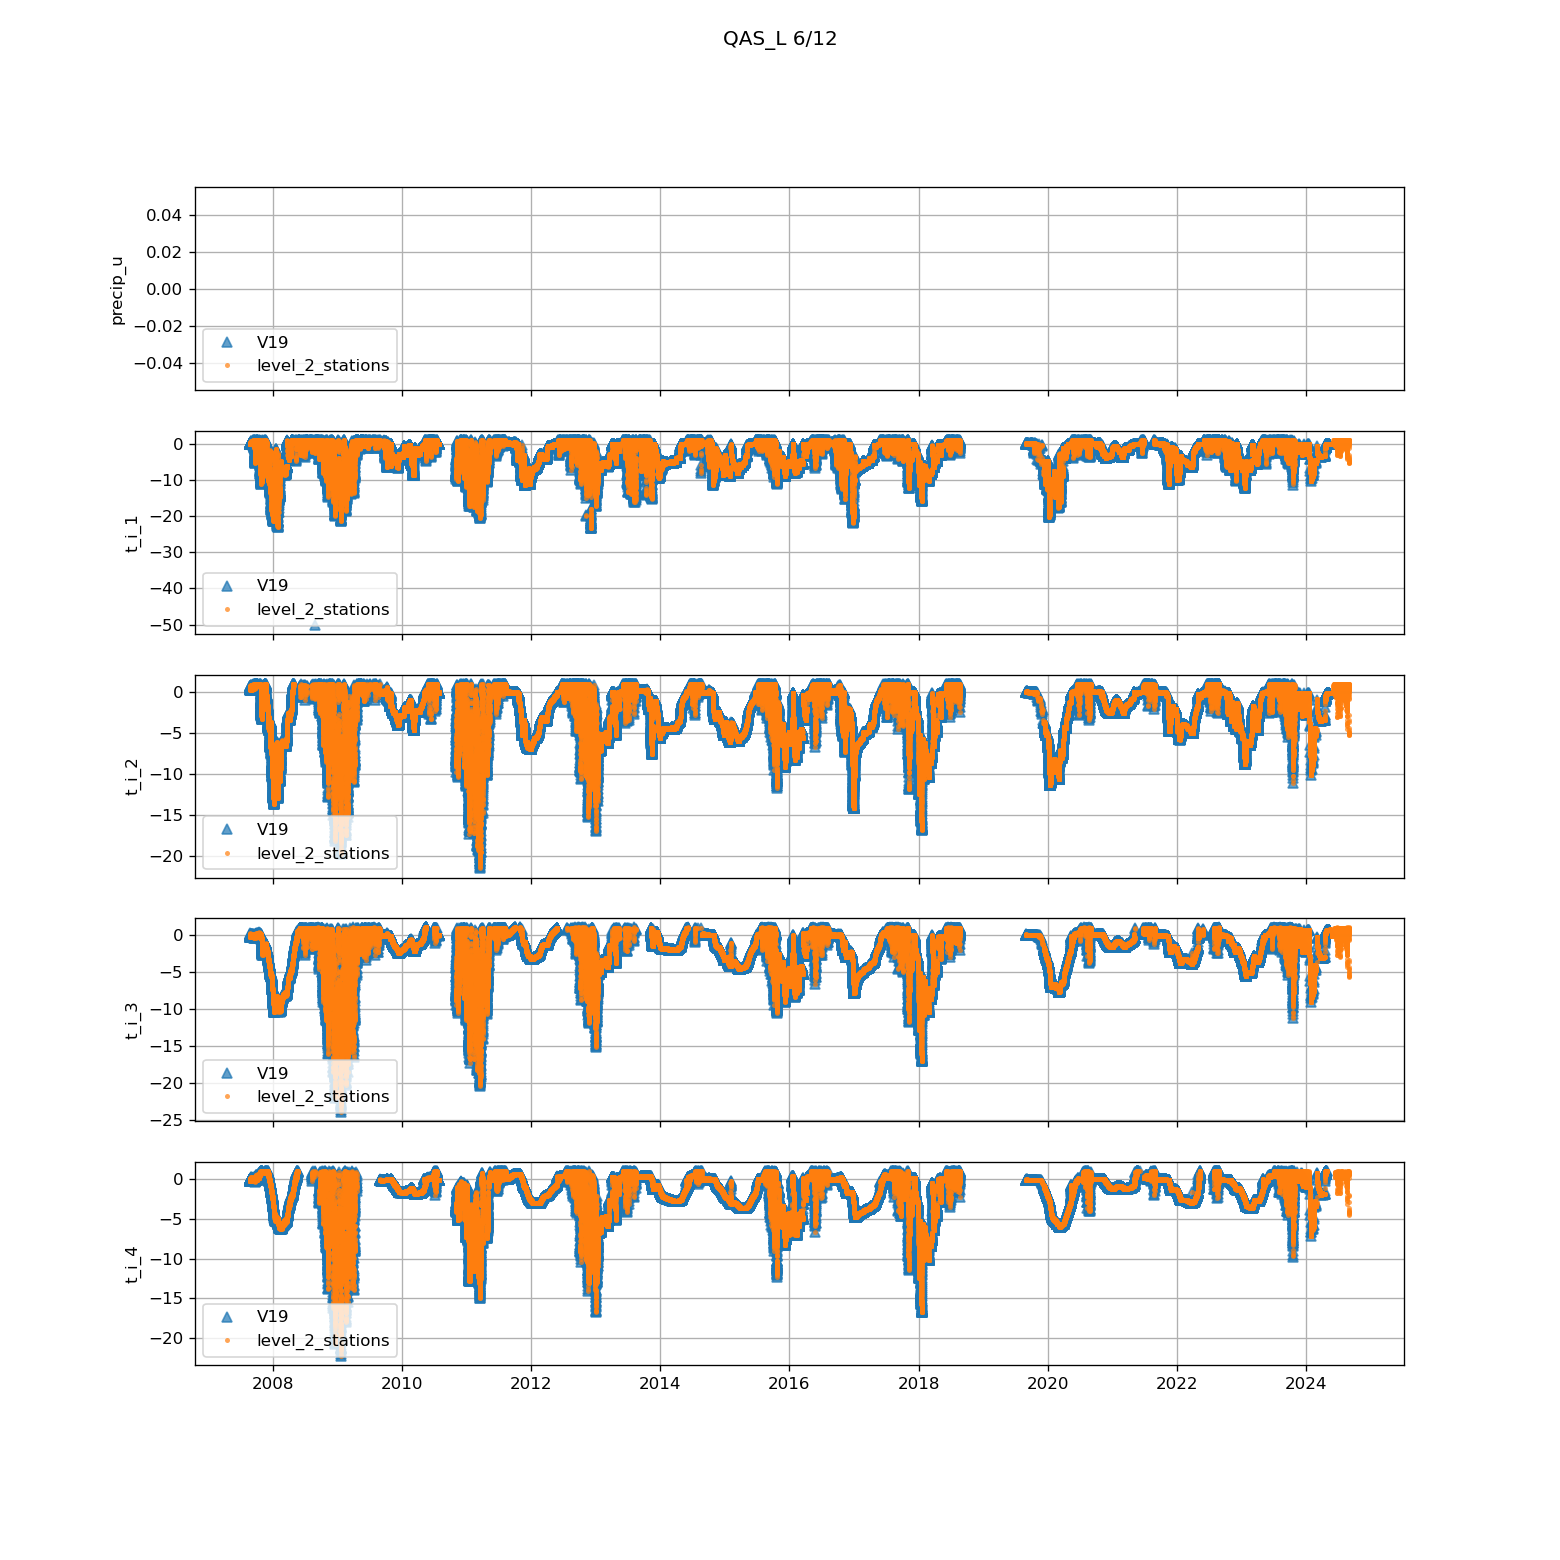 QAS_L 6/12
0.04
0.02
0.00
−0.02
−0.04
precip_u
V19
level_2_stations
0
−10
−20
−30
−40
−50
t_i_1
V19
level_2_stations
0
−5
−10
−15
−20
t_i_2
V19
level_2_stations
0
−5
−10
−15
−20
−25
t_i_3
V19
level_2_stations
0
−5
−10
−15
−20
t_i_4
V19
level_2_stations
2008 2010 2012 2014 2016 2018 2020 2022 2024